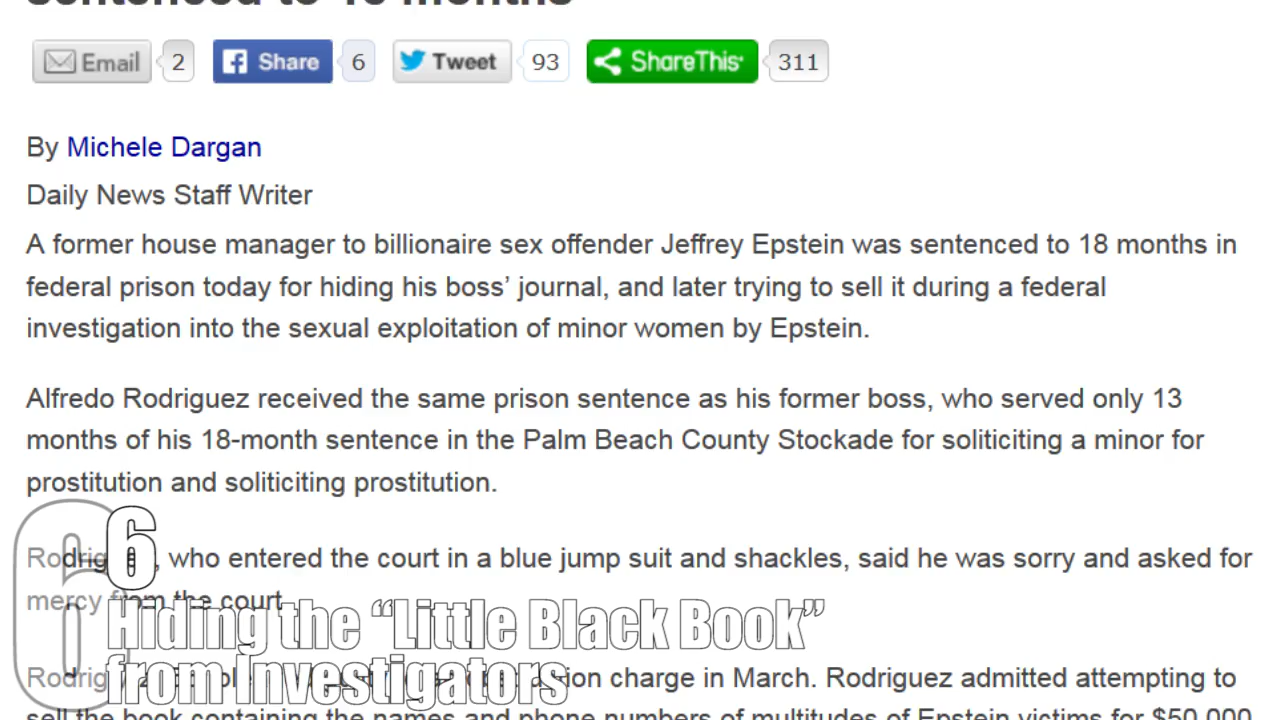 Email 2 Share 6 Tweet 93 ShareThis 311
By Michele Dargan
Daily News Staff Writer
A former house manager to billionaire sex offender Jeffrey Epstein was sentenced to 18 months in
federal prison today for hiding his boss’ journal, and later trying to sell it during a federal
investigation into the sexual exploitation of minor women by Epstein.
Alfredo Rodriguez received the same prison sentence as his former boss, who served only 13
months of his 18-month sentence in the Palm Beach County Stockade for soliticiting a minor for
prostitution and soliticiting prostitution.
who entered the court in a blue jump suit and shackles, said he was sorry and asked for
mercy from the court
6
Hiding the “Little Black Book”
from Investigators
charge in March. Rodriguez admitted attempting to
sell the book containing the names and phone numbers of multitudes of Epstein victims for $50,000